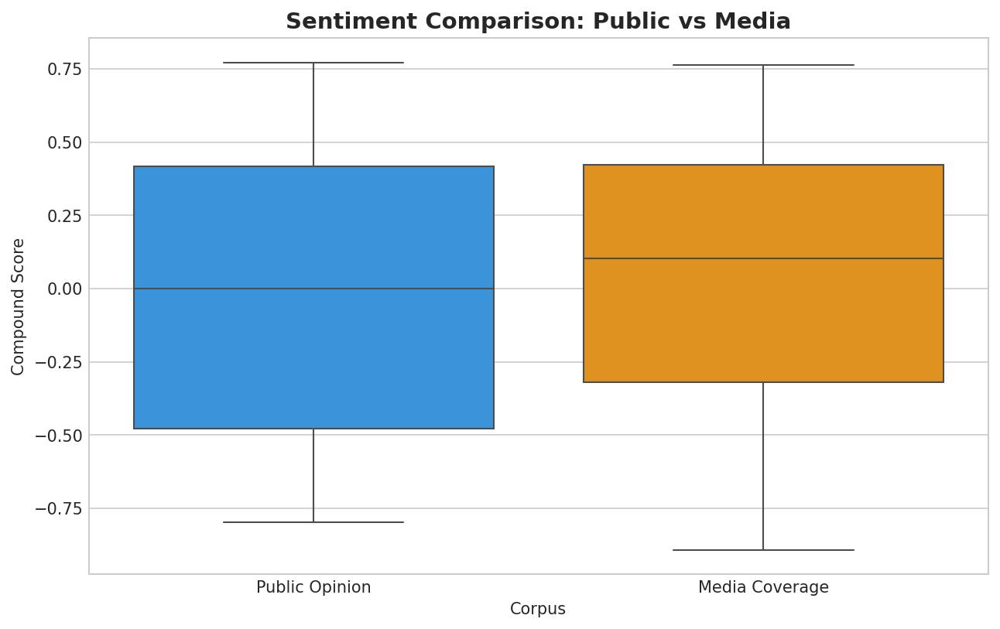 Sentiment Comparison: Public vs Media
Compound Score
0.75
0.50
0.25
0.00
−0.25
−0.50
−0.75
Public Opinion
Media Coverage
Corpus